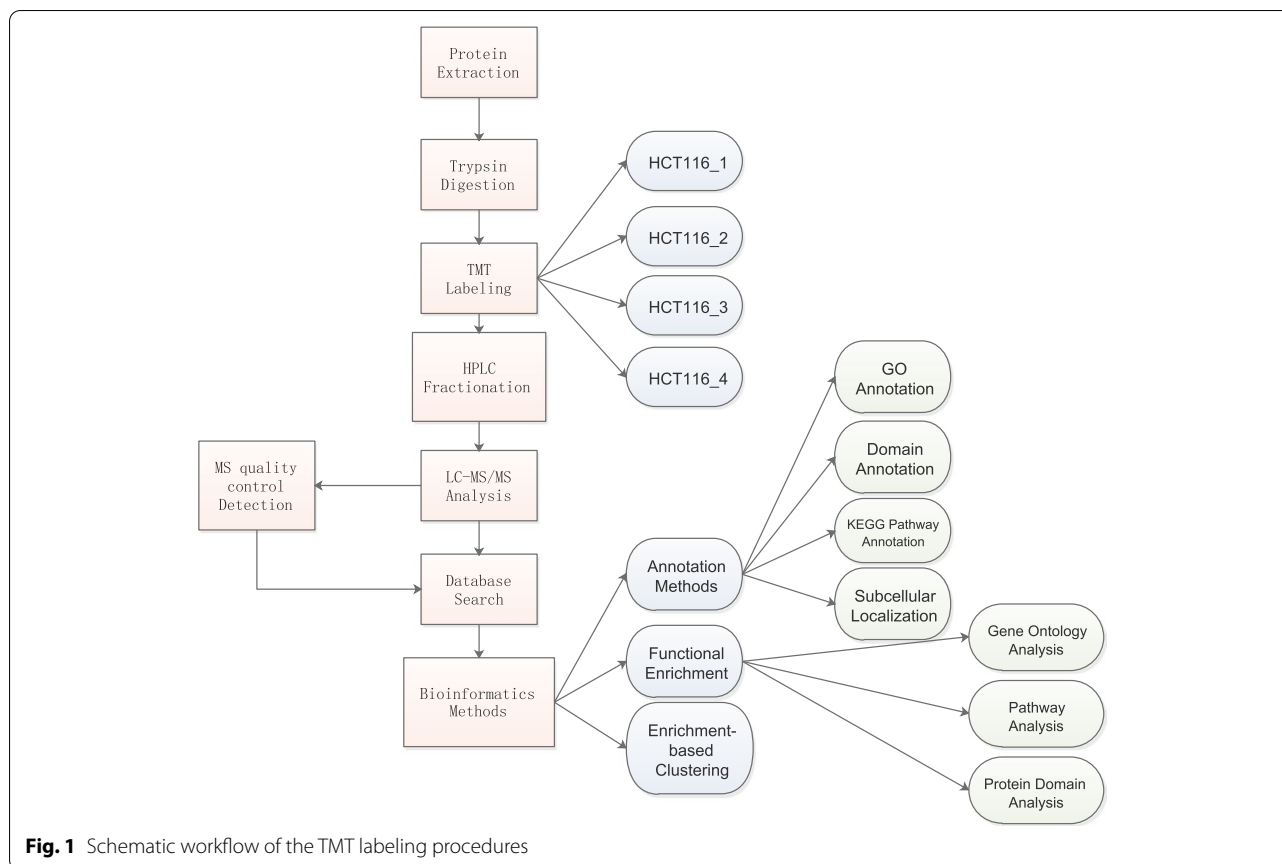 Protein
Extraction
Trypsin
Digestion
TMT
Labeling
HCT116_1
HCT116_2
HCT116_3
HCT116_4
HPLC
Fractionation
LC-MS/MS
Analysis
MS quality
control
Detection
Database
Search
Bioinformatics
Methods
Annotation
Methods
Functional
Enrichment
Enrichment-
based
Clustering
GO
Annotation
Domain
Annotation
KEGG Pathway
Annotation
Subcellular
Localization
Gene Ontology
Analysis
Pathway
Analysis
Protein Domain
Analysis
Fig. 1 Schematic workflow of the TMT labeling procedures